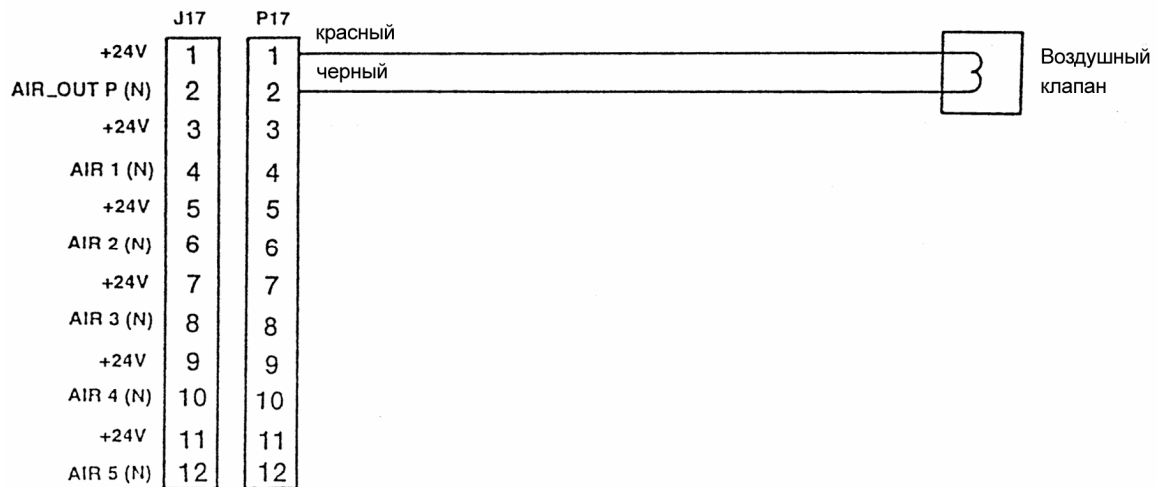 J17 P17
красный
+24V 1 1 Воздушный
черный
AIR_OUT P (N) 2 2 клапан
+24V 3 3
AIR 1 (N) 4 4
+24V 5 5
AIR 2 (N) 6 6
+24V 7 7
AIR 3 (N) 8 8
+24V 9 9
AIR 4 (N) 10 10
+24V 11 11
AIR 5 (N) 12 12